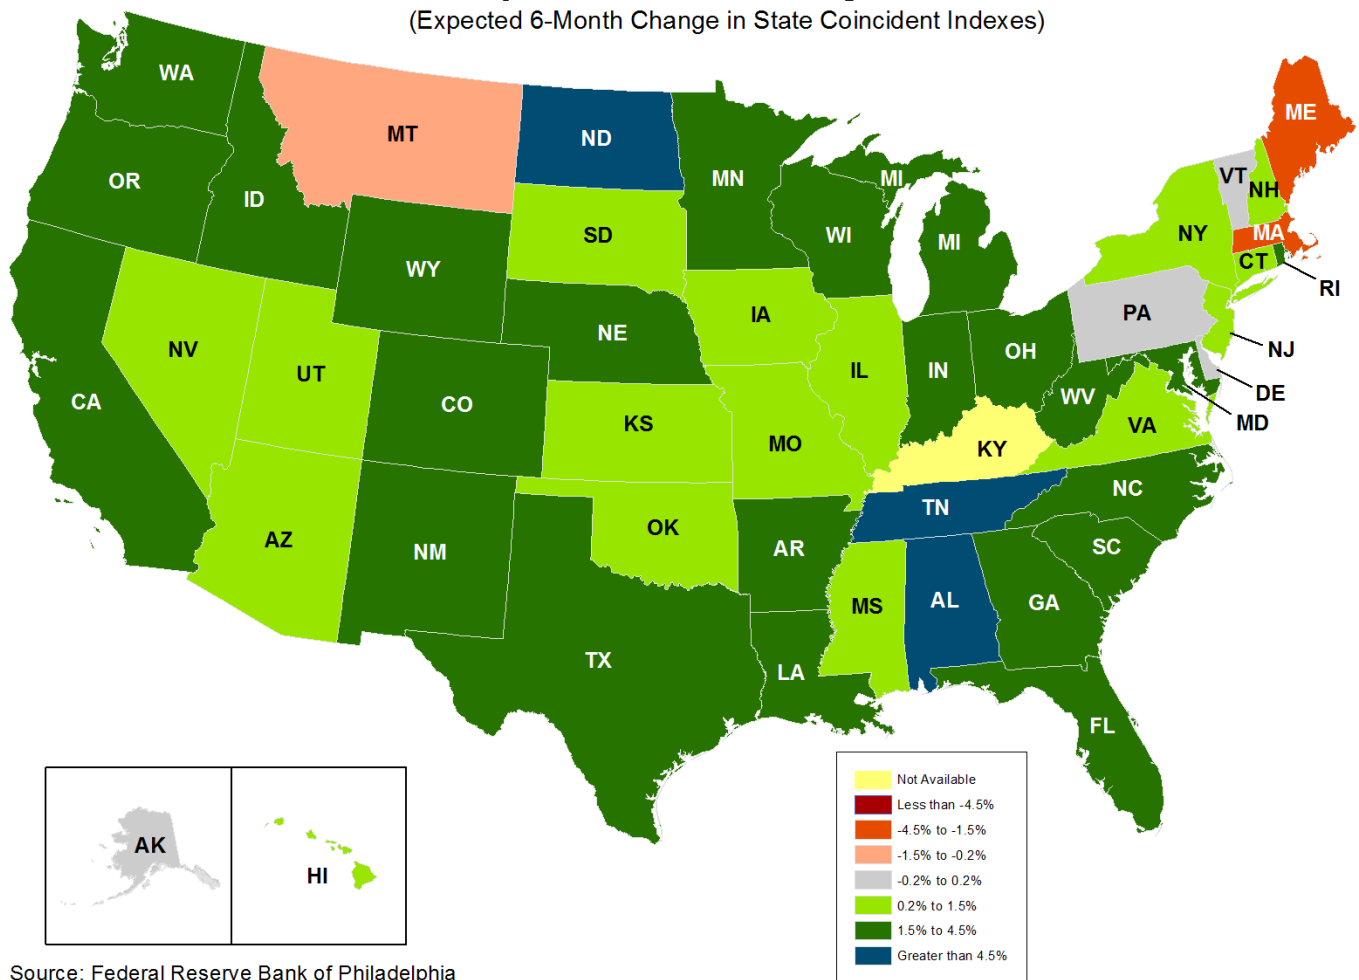 (Expected 6-Month Change in State Coincident Indexes)
WA
MT
ND
MN
MI
ME
VT
NH
OR
ID
SD
WI
MI
NY
MA
CT
RI
WY
NE
IA
PA
NJ
NV
UT
IL
IN
OH
DE
CA
CO
KS
MO
WV
VA
MD
KY
AZ
NM
OK
AR
TN
NC
SC
MS
AL
GA
TX
LA
FL
AK
HI
Not Available
Less than -4.5%
-4.5% to -1.5%
-1.5% to -0.2%
-0.2% to 0.2%
0.2% to 1.5%
1.5% to 4.5%
Greater than 4.5%
Source: Federal Reserve Bank of Philadelphia